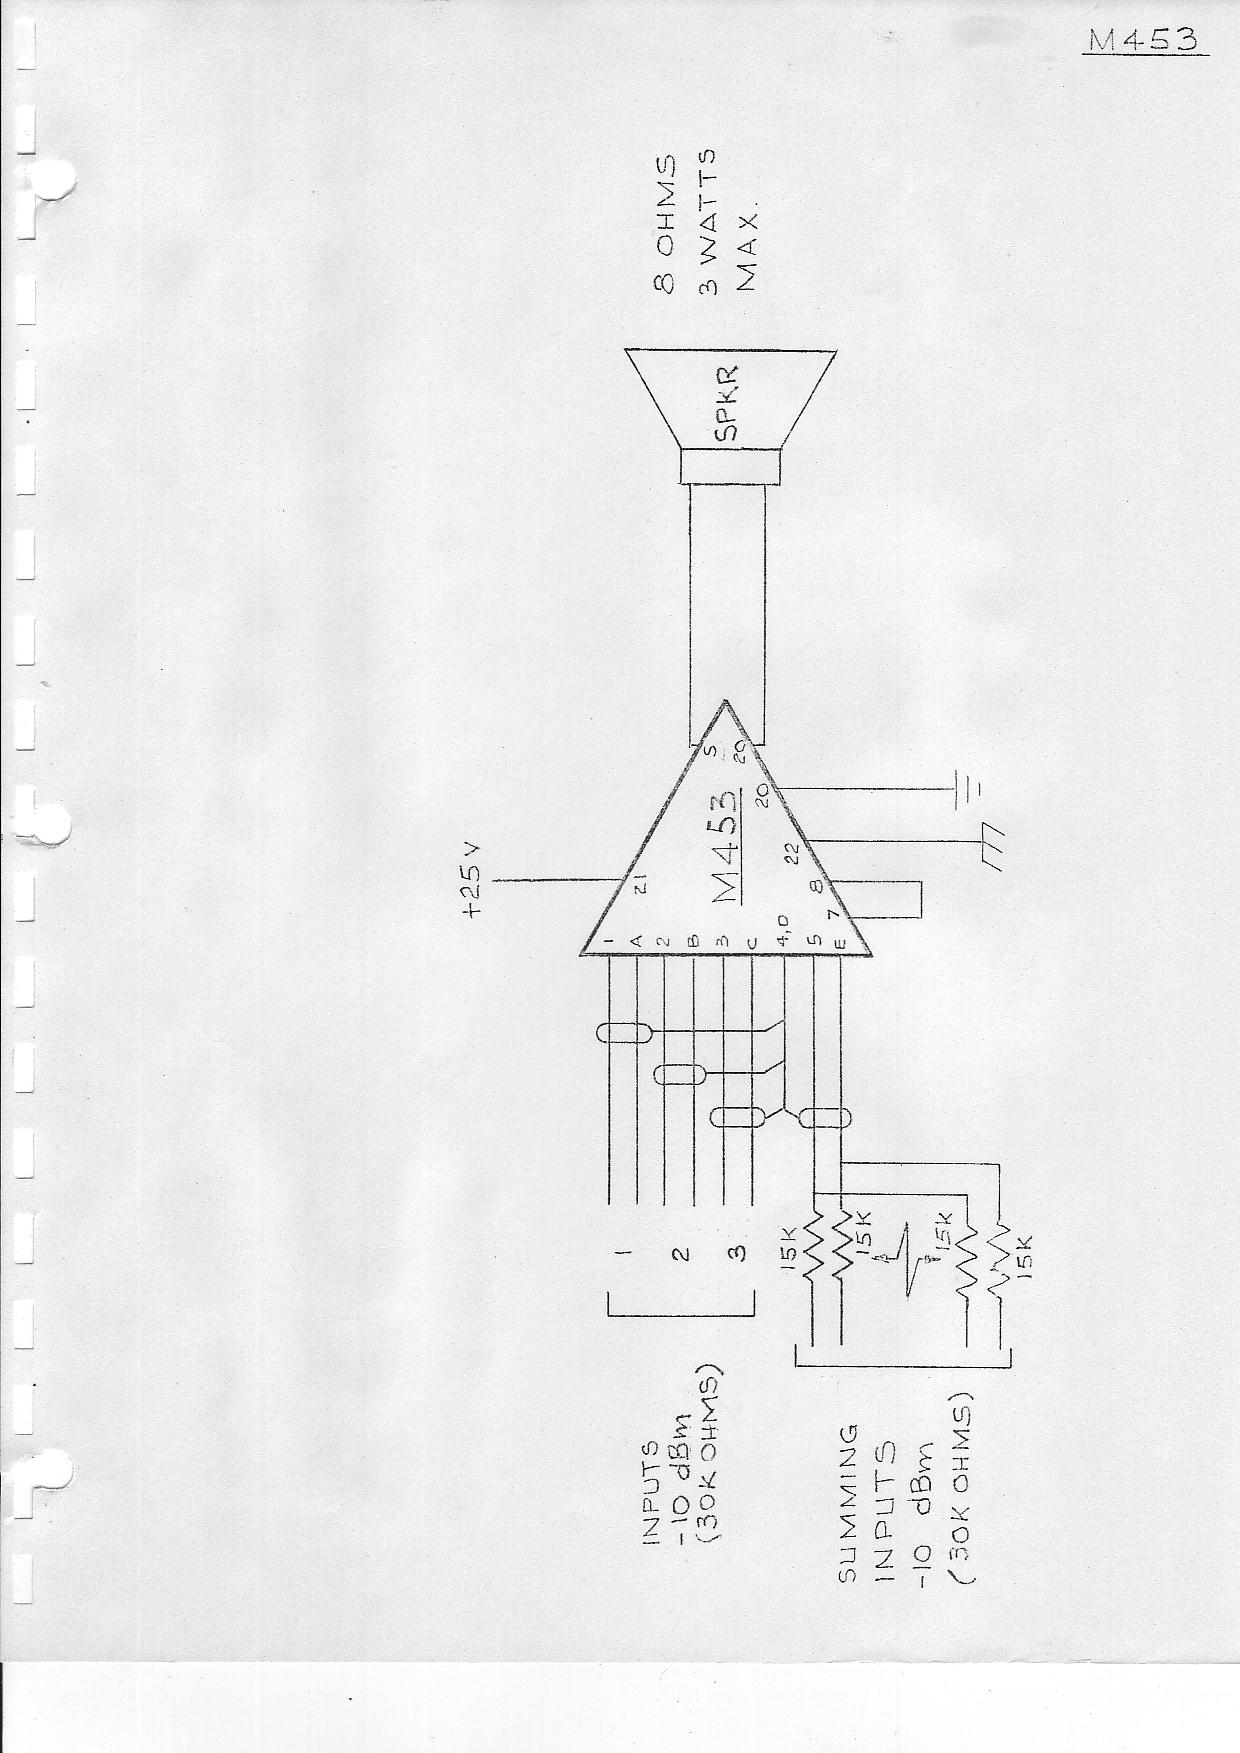 M453
8 OHMS
3 WATTS
MAX.
SPKR
+25V
21
M453
S
20
20
22
8
7
1
A
2
B
3
C
4,D
5
E
1
2
3
INPUTS
-10 dBm
(30K OHMS)
15K
15K
15K
15K
SUMMING
INPUTS
-10 dBm
(30K OHMS)